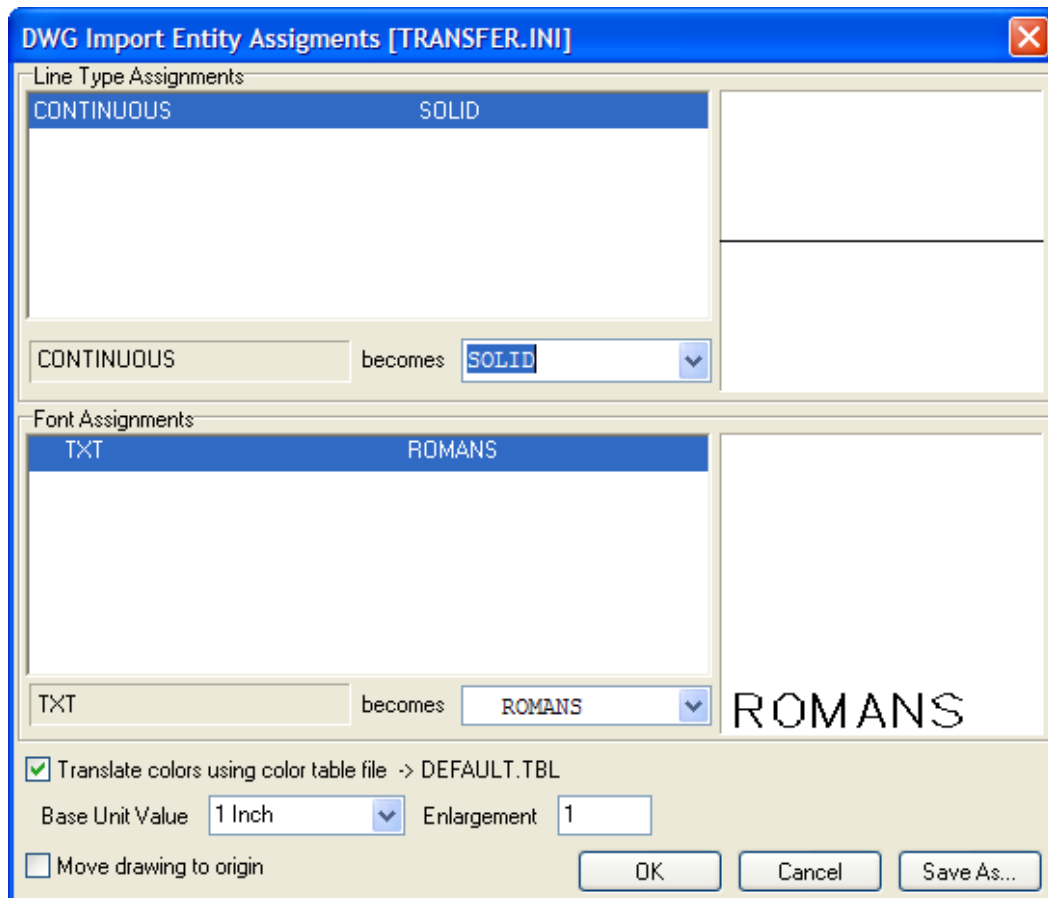 DWG Import Entity Assigments [TRANSFER.INI]
Line Type Assignments
CONTINUOUS SOLID
CONTINUOUS becomes SOLID
Font Assignments
TXT ROMANS
TXT becomes ROMANS
ROMANS
Translate colors using color table file -> DEFAULT.TBL
Base Unit Value 1 Inch Enlargement 1
Move drawing to origin OK Cancel Save As...